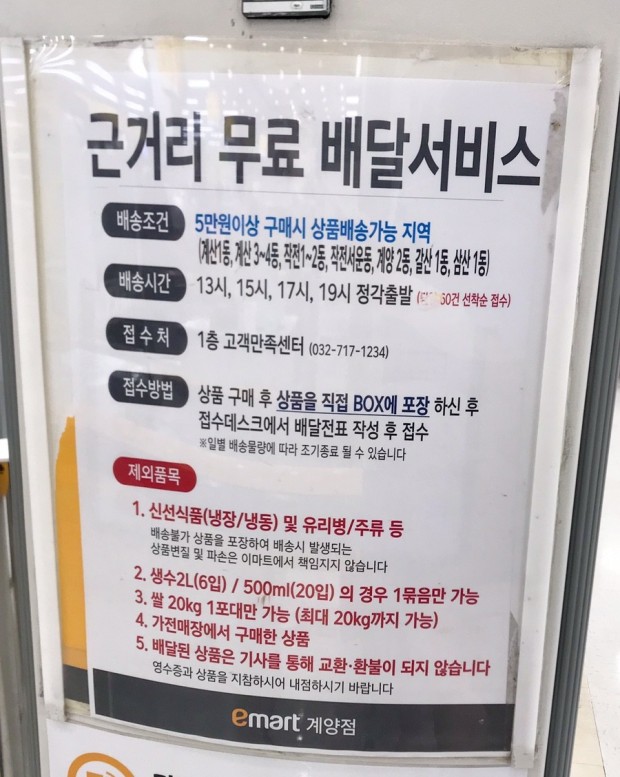 근거리 무료 배달서비스
배송조건
5만원이상 구매시 상품배송가능 지역
(계산1동, 계산 3~4동, 작전1~2동, 작전서운동, 계양 2동, 갈산 1동, 삼산 1동)
배송시간
13시, 15시, 17시, 19시 정각출발 ( 60건 선착순 접수)
접 수 처
1층 고객만족센터 (032-717-1234)
접수방법
상품 구매 후 상품을 직접 BOX에 포장 하신 후
접수데스크에서 배달전표 작성 후 접수
※일별 배송물량에 따라 조기종료 될 수 있습니다
제외품목
1. 신선식품(냉장/냉동) 및 유리병/주류 등
배송불가 상품을 포장하여 배송시 발생되는
상품변질 및 파손은 이마트에서 책임지지 않습니다
2. 생수2L(6입) / 500ml(20입) 의 경우 1묶음만 가능
3. 쌀 20kg 1포대만 가능 (최대 20kg까지 가능)
4. 가전매장에서 구매한 상품
5. 배달된 상품은 기사를 통해 교환·환불이 되지 않습니다
영수증과 상품을 지참하시어 내점하시기 바랍니다
emart 계양점